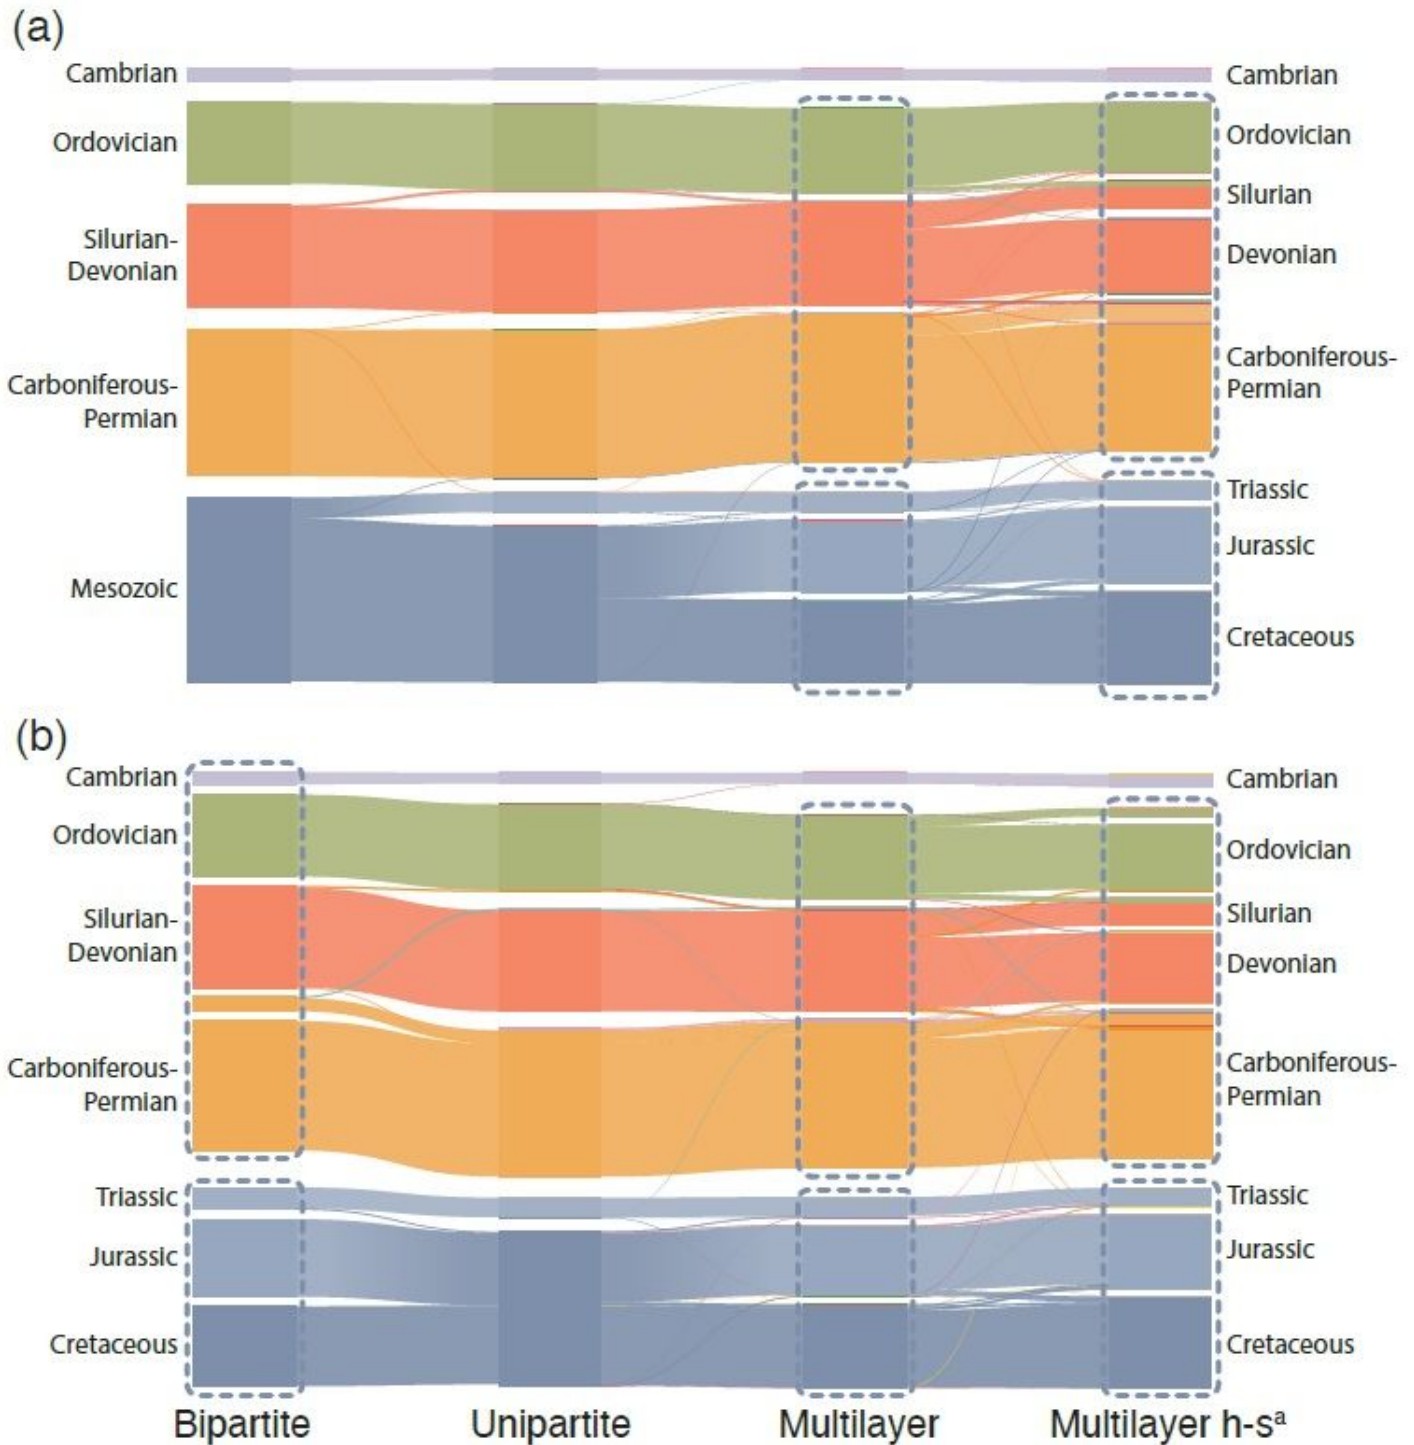 (a)
Cambrian
Ordovician
Silurian-
Devonian
Carboniferous-
Permian
Mesozoic
Cambrian
Ordovician
Silurian
Devonian
Carboniferous-
Permian
Triassic
Jurassic
Cretaceous
(b)
Cambrian
Ordovician
Silurian-
Devonian
Carboniferous-
Permian
Triassic
Jurassic
Cretaceous
Cambrian
Ordovician
Silurian
Devonian
Carboniferous-
Permian
Triassic
Jurassic
Cretaceous
Bipartite Unipartite Multilayer Multilayer h-sᵃ